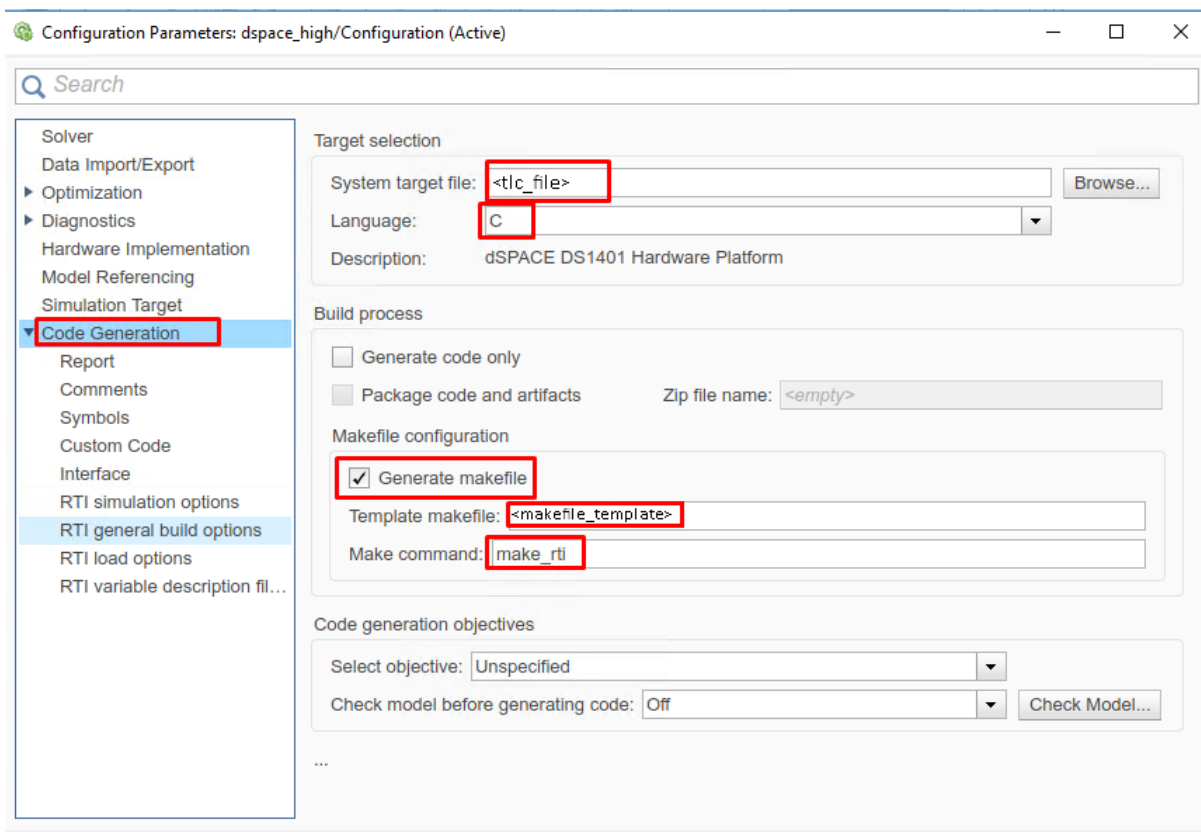 Configuration Parameters: dspace_high/Configuration (Active)
Search
Solver
Data Import/Export
Optimization
Diagnostics
Hardware Implementation
Model Referencing
Simulation Target
Code Generation
Report
Comments
Symbols
Custom Code
Interface
RTI simulation options
RTI general build options
RTI load options
RTI variable description fil...
Target selection
System target file: <tlc_file> Browse...
Language: C
Description: dSPACE DS1401 Hardware Platform
Build process
Generate code only
Package code and artifacts Zip file name: <empty>
Makefile configuration
Generate makefile
Template makefile: <makefile_template>
Make command: make_rti
Code generation objectives
Select objective: Unspecified
Check model before generating code: Off Check Model...
...